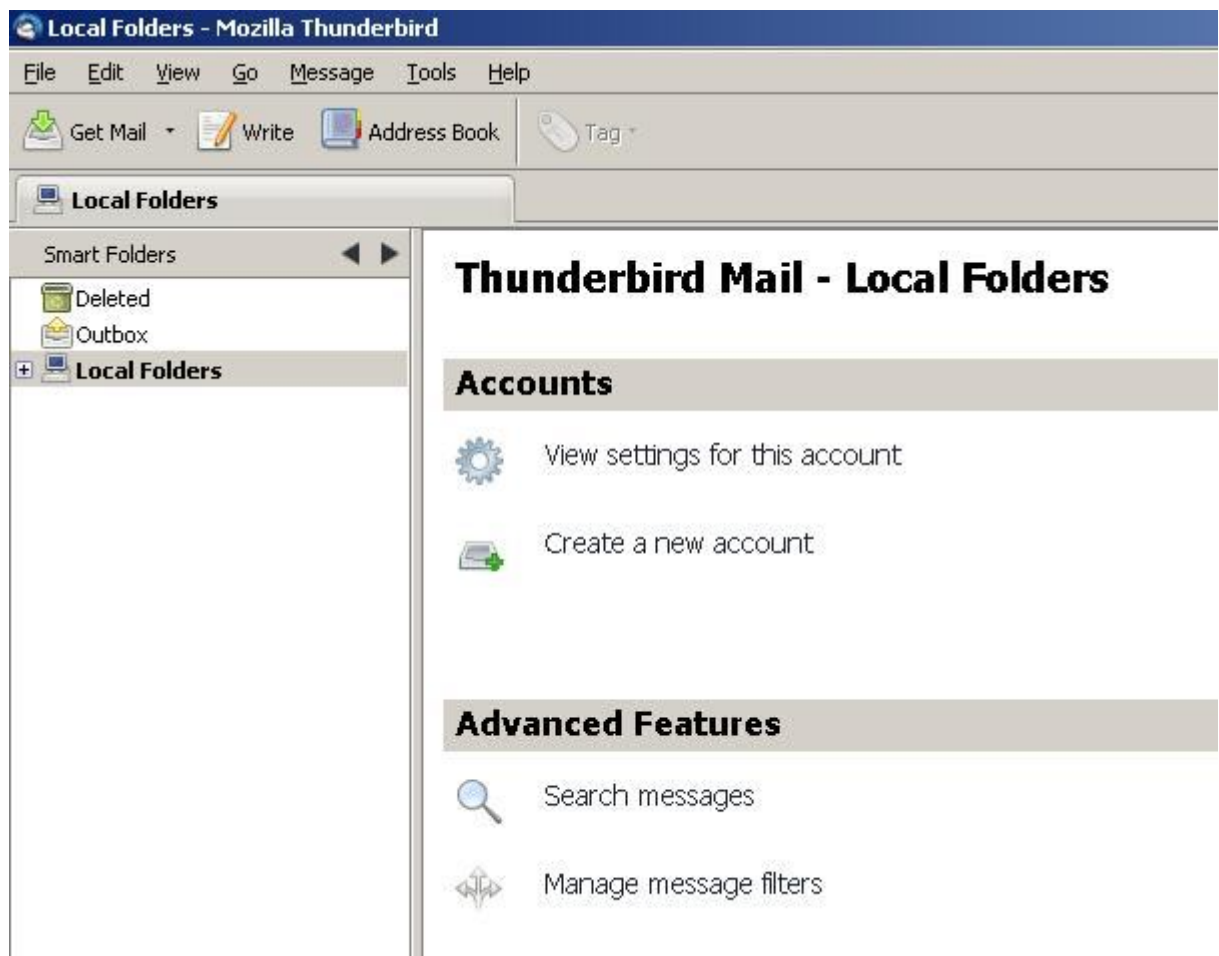 Local Folders - Mozilla Thunderbird
File Edit View Go Message Tools Help
Get Mail Write Address Book Tag
Local Folders
Smart Folders
Deleted
Outbox
Local Folders
Thunderbird Mail - Local Folders
Accounts
View settings for this account
Create a new account
Advanced Features
Search messages
Manage message filters